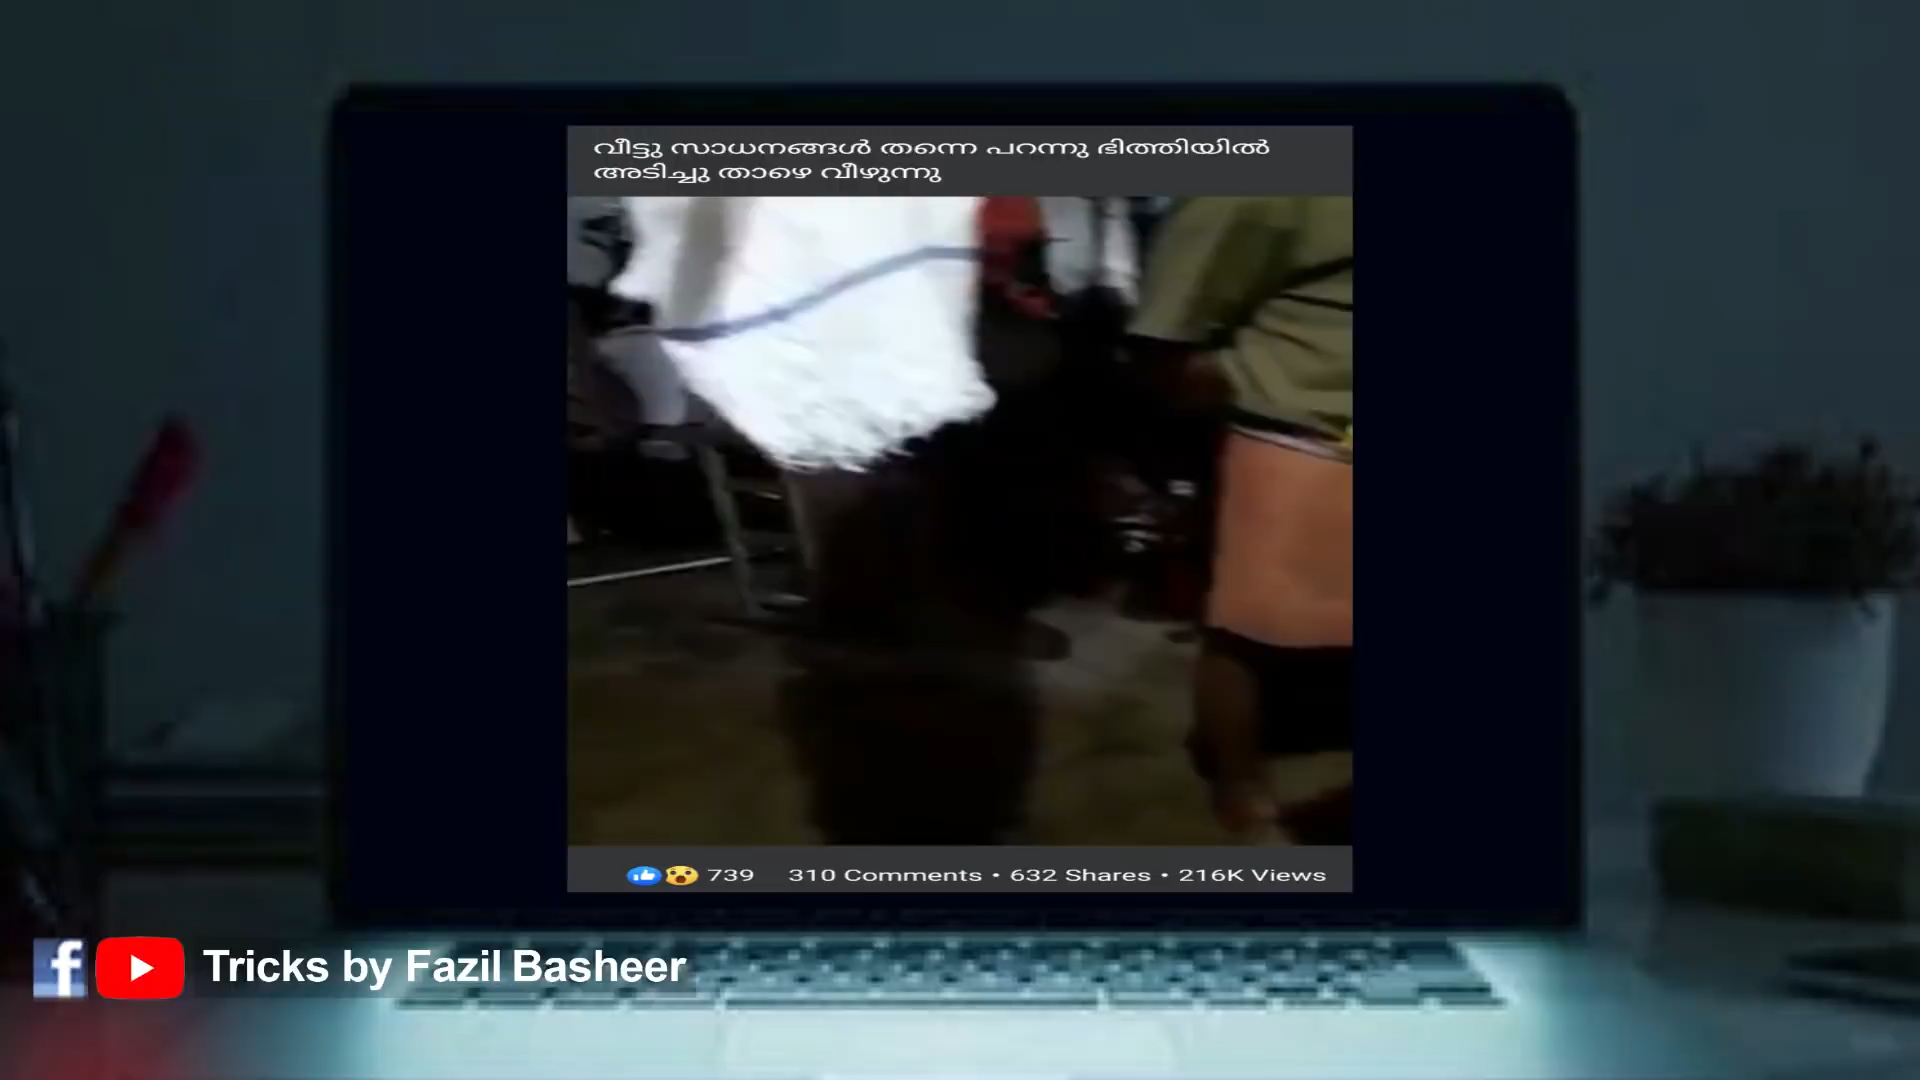 വീട്ടു സാധനങ്ങൾ തന്നെ പറന്നു ഭിത്തിയിൽ
അടിച്ചു താഴെ വീഴുന്നു
739 310 Comments • 632 Shares • 216K Views
Tricks by Fazil Basheer